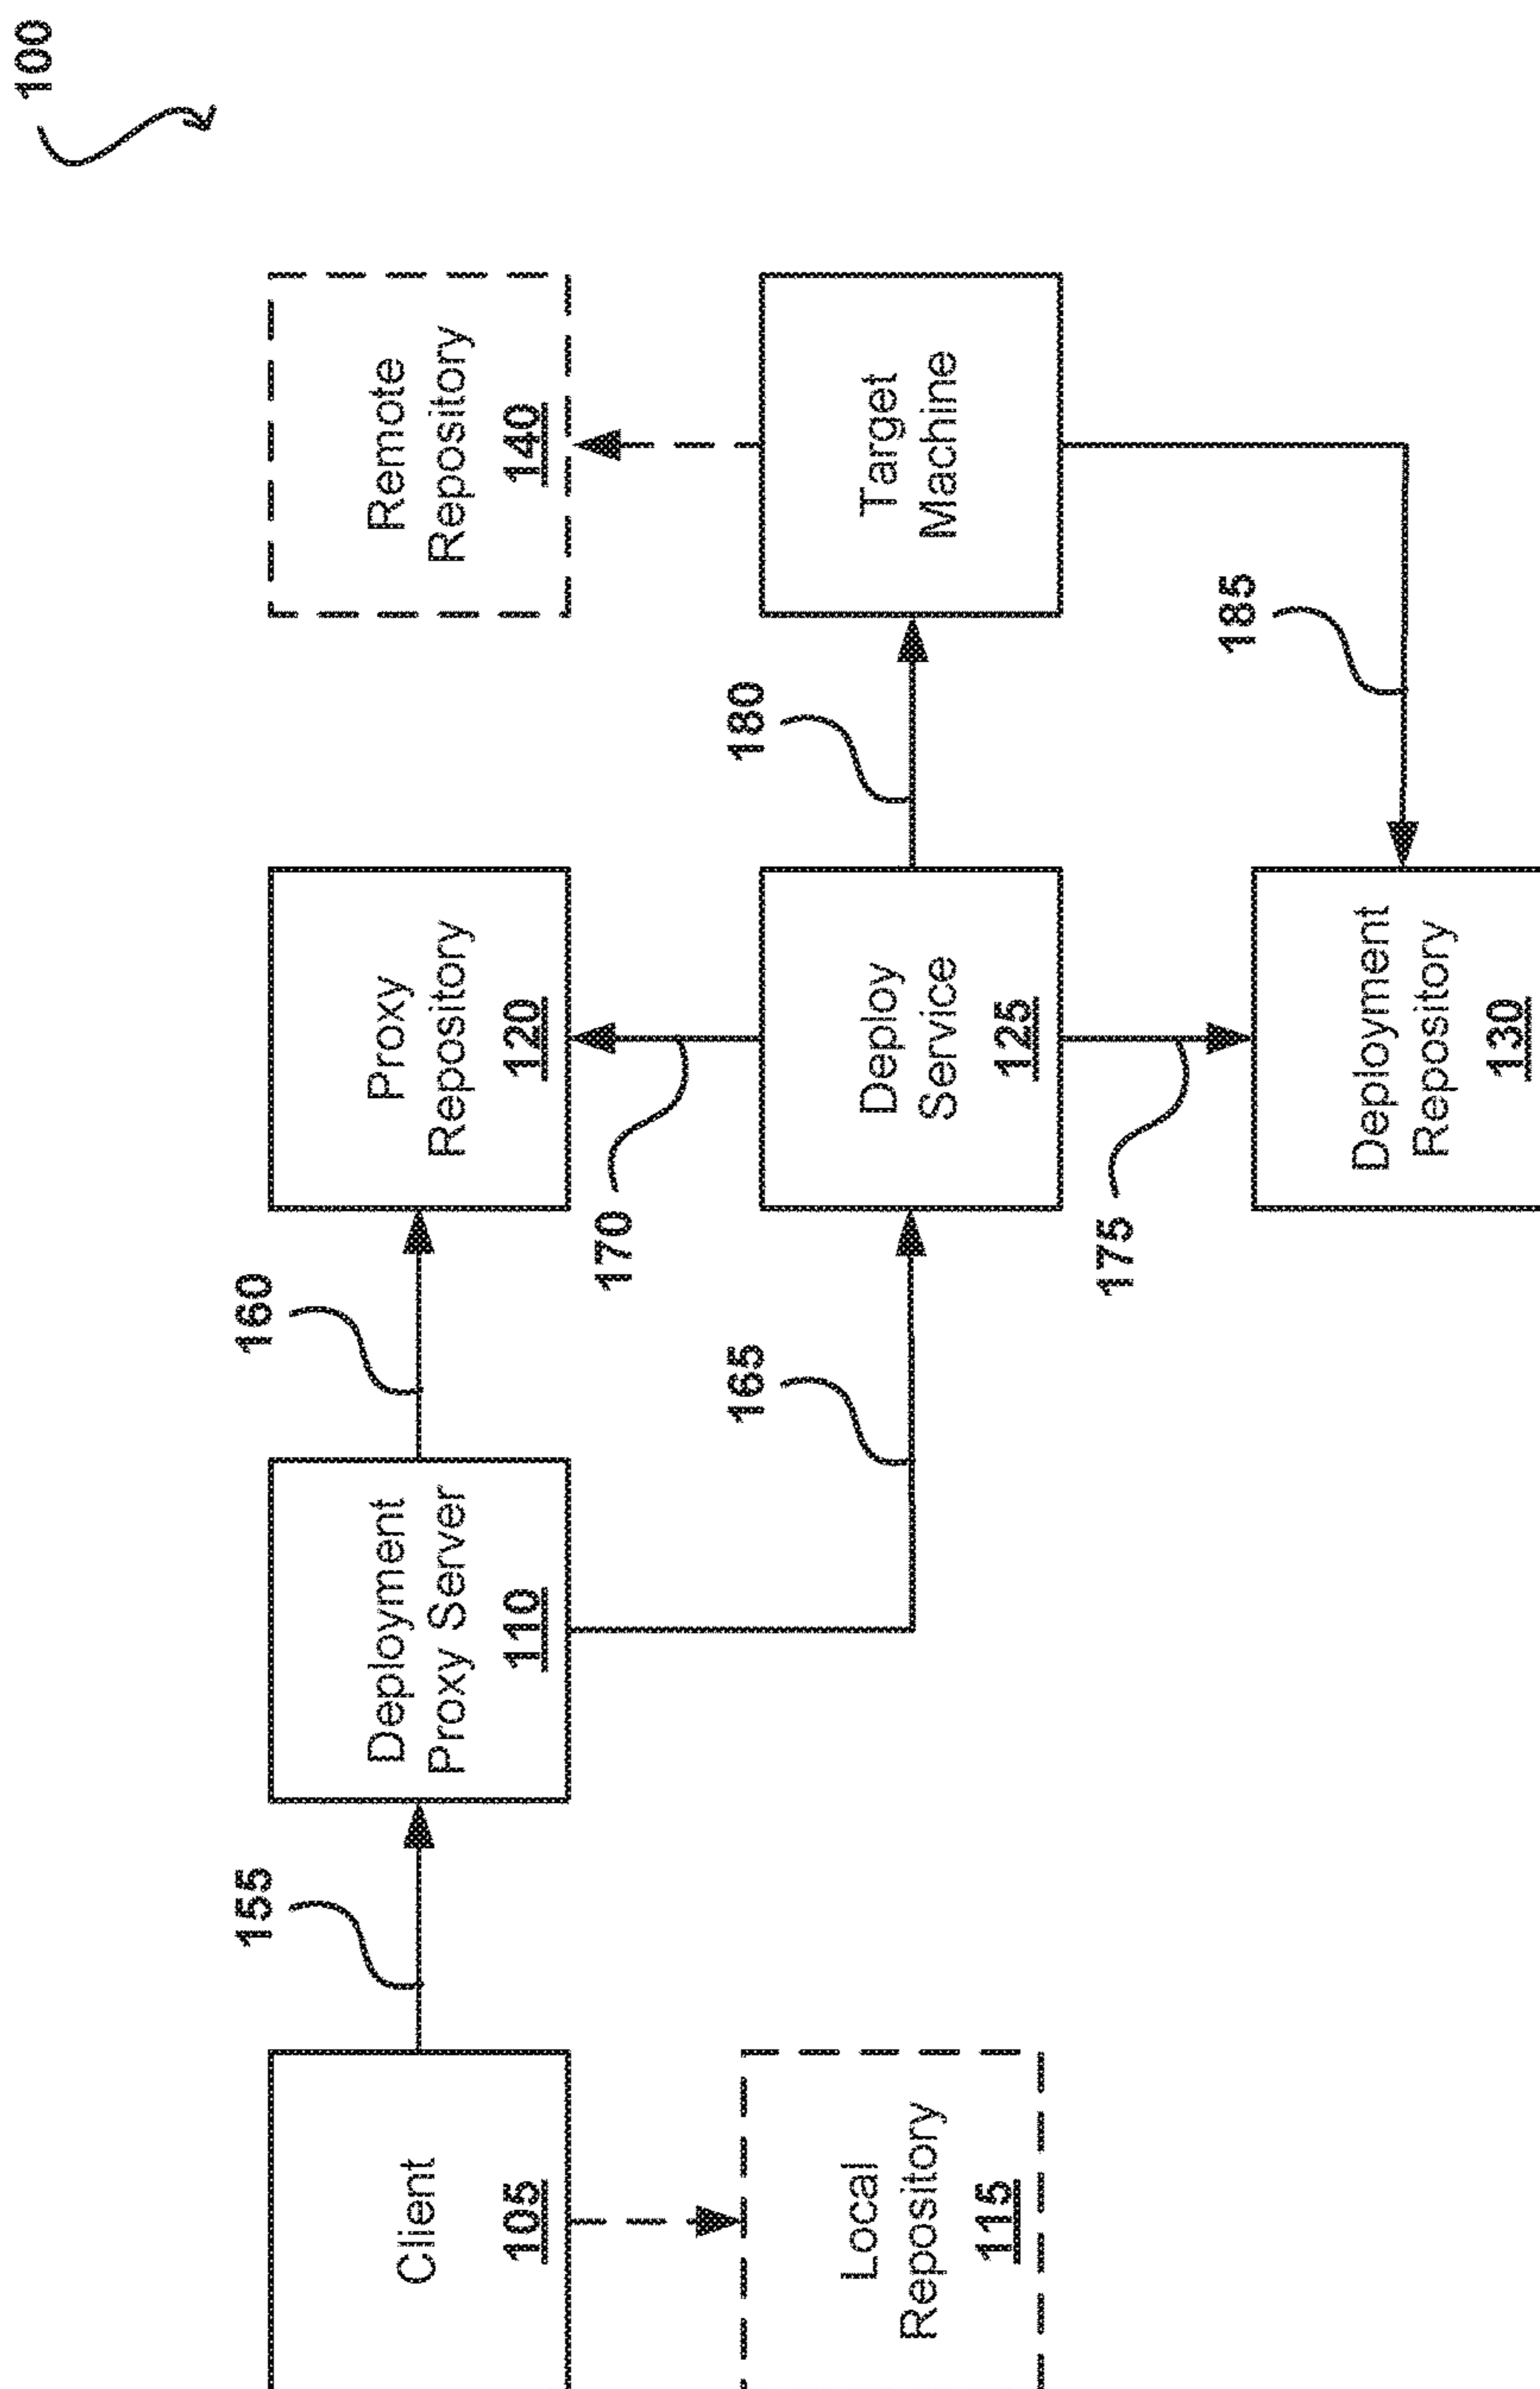 100
155
160
Client
105
Deployment
Proxy Server
110
Proxy
Repository
120
Remote
Repository
140
170
165
180
Local
Repository
115
Deploy
Service
125
Target
Machine
175
185
Deployment
Repository
130